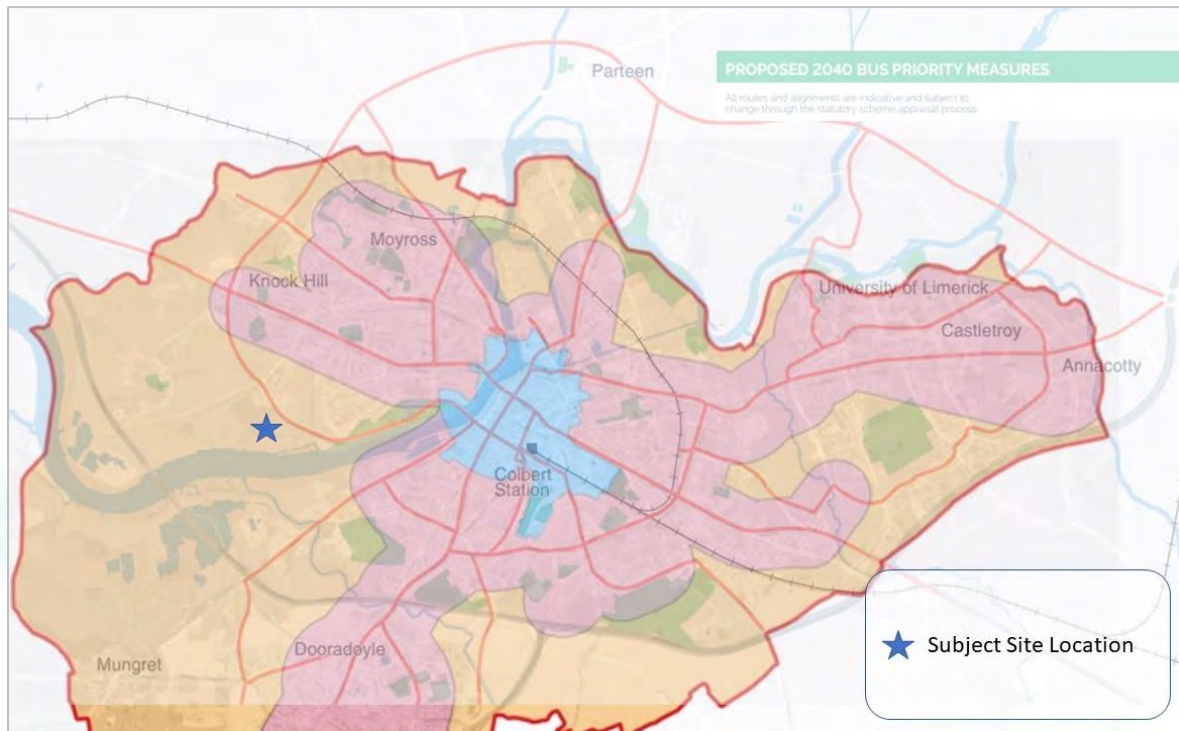 Parteen
PROPOSED 2040 BUS PRIORITY MEASURES
All routes and alignments are indicative and subject to
change through the statutory scheme appraisal process.
Moyross
Knock Hill
University of Limerick
Castletroy
Annacotty
Colbert
Station
Dooradoyle
Mungret
Subject Site Location